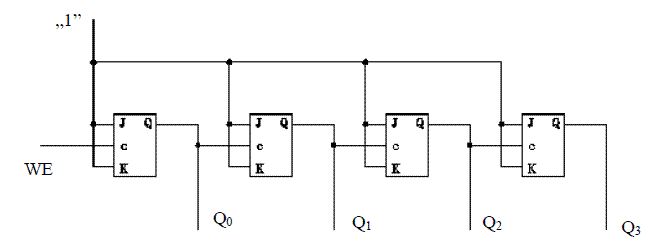 „1”
J Q J Q J Q J Q
c c c c
K K K K
WE
Q0 Q1 Q2 Q3